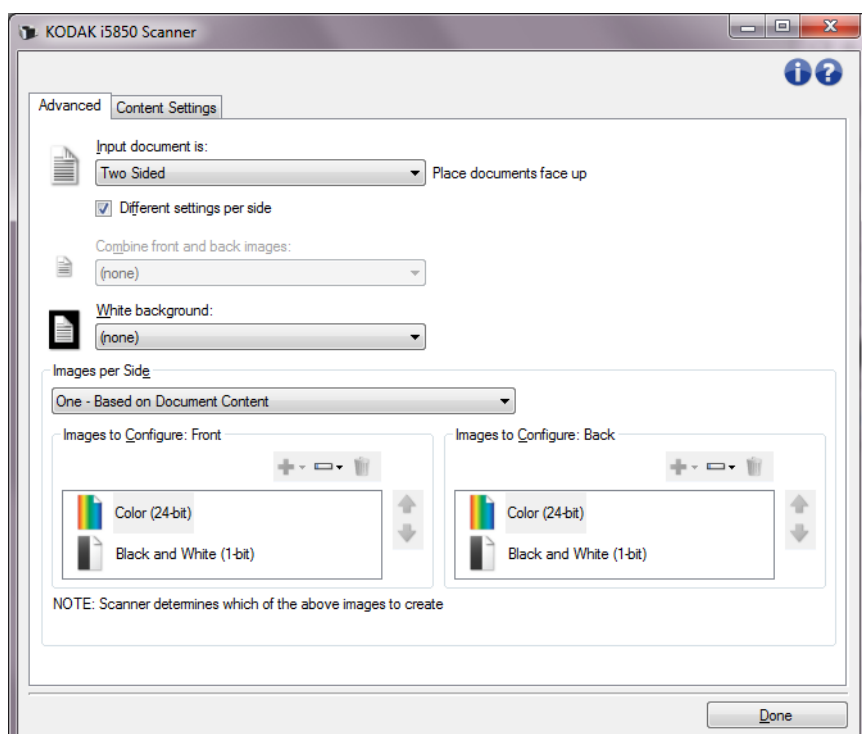 KODAK i5850 Scanner
Advanced
Content Settings
Input document is:
Two Sided
Place documents face up
Different settings per side
Combine front and back images:
(none)
White background:
(none)
Images per Side
One - Based on Document Content
Images to Configure: Front
Images to Configure: Back
Color (24-bit)
Color (24-bit)
Black and White (1-bit)
Black and White (1-bit)
NOTE: Scanner determines which of the above images to create
Done